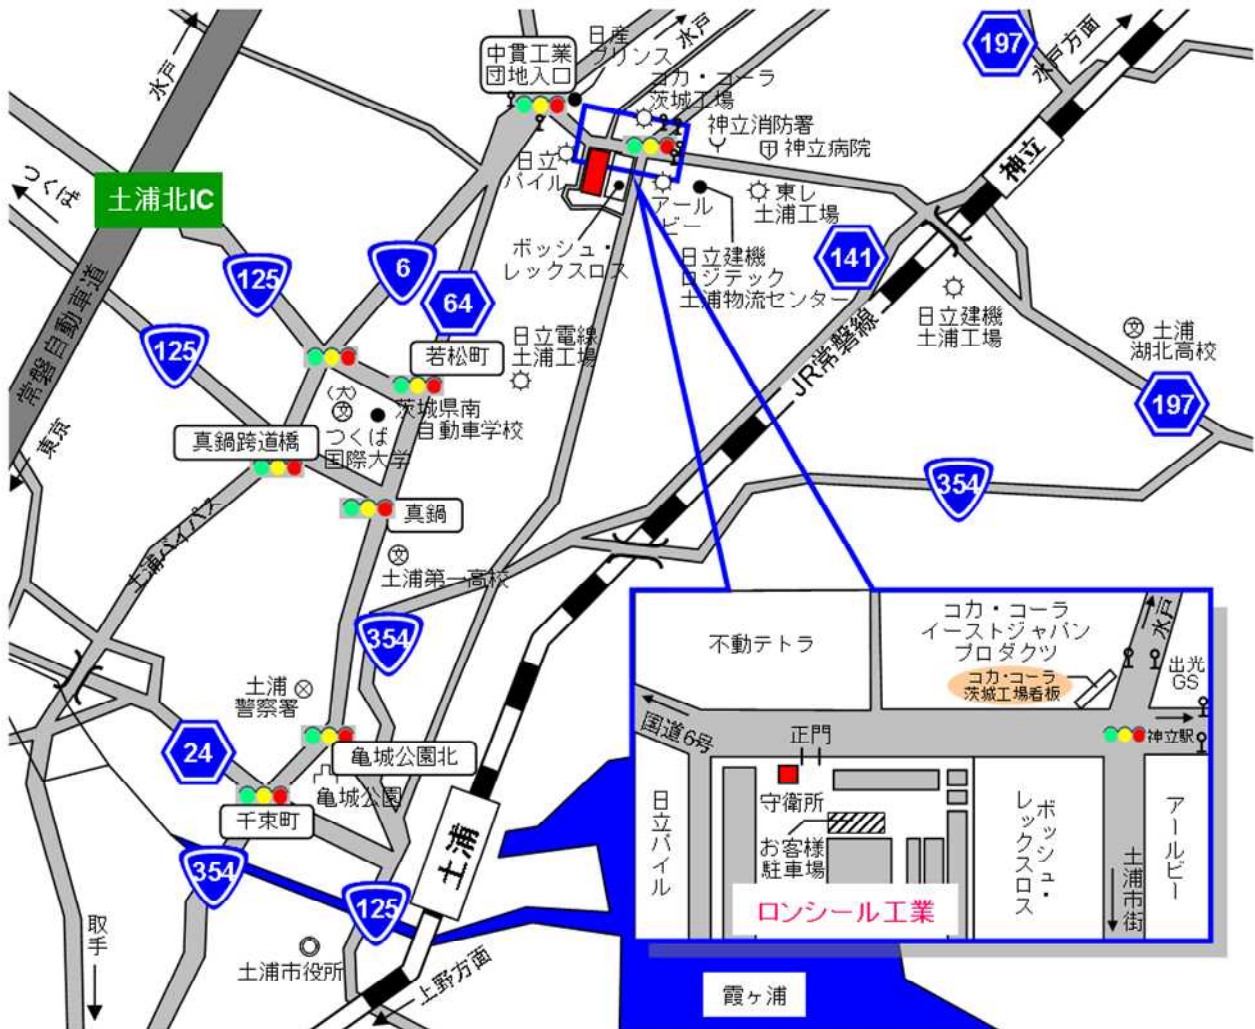 日産
プリンス
水戸
中貫工業
団地入口
197
水戸方面
水戸
コカ・コーラ
茨城工場
神立消防署
神立病院
神立
日立
パイル
つくば
土浦北IC
アール
ビー
東レ
土浦工場
ボッシュ・
レックスロス
日立建機
ロジテック
土浦物流センター
141
6
125
64
常磐自動車道
125
若松町
日立電線
土浦工場
JR常磐線
日立建機
土浦工場
土浦
湖北高校
文
197
(大)
文
茨城県南
自動車学校
東京
真鍋跨道橋
つくば
国際大学
354
真鍋
土浦バイパス
文
土浦第一高校
354
土浦
警察署
24
亀城公園北
亀城公園
千束町
土浦
354
125
取手
土浦市役所
上野方面
霞ヶ浦
不動テトラ
コカ・コーラ
イーストジャパン
プロダクツ
コカ・コーラ
茨城工場看板
水戸
出光
GS
国道6号
正門
神立駅
日立パイル
守衛所
お客様
駐車場
ボッシュ・
レックスロス
アールビー
土浦市街
ロンシール工業